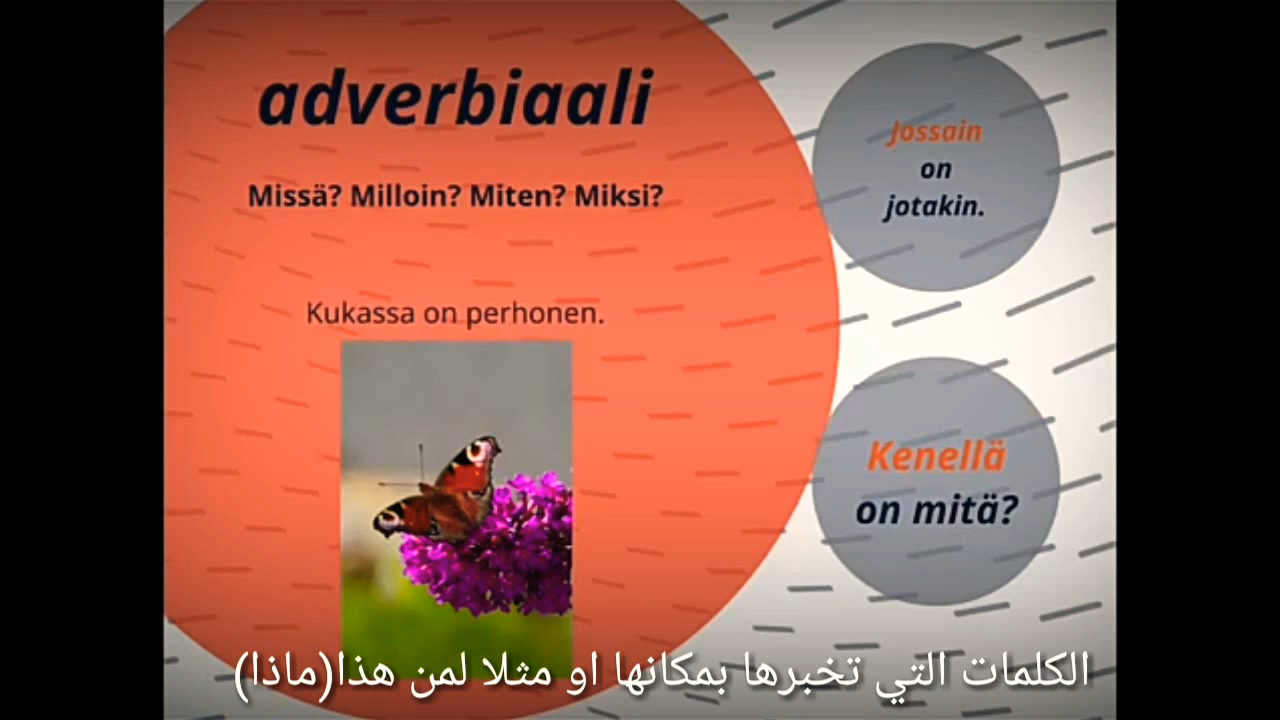 adverbiaali
Missä? Milloin? Miten? Miksi?
Kukassa on perhonen.
Jossain
on
jotakin.
Kenellä
on mitä?
الكلمات التي تخبرها بمكانها او مثلا لمن هذا(ماذا)